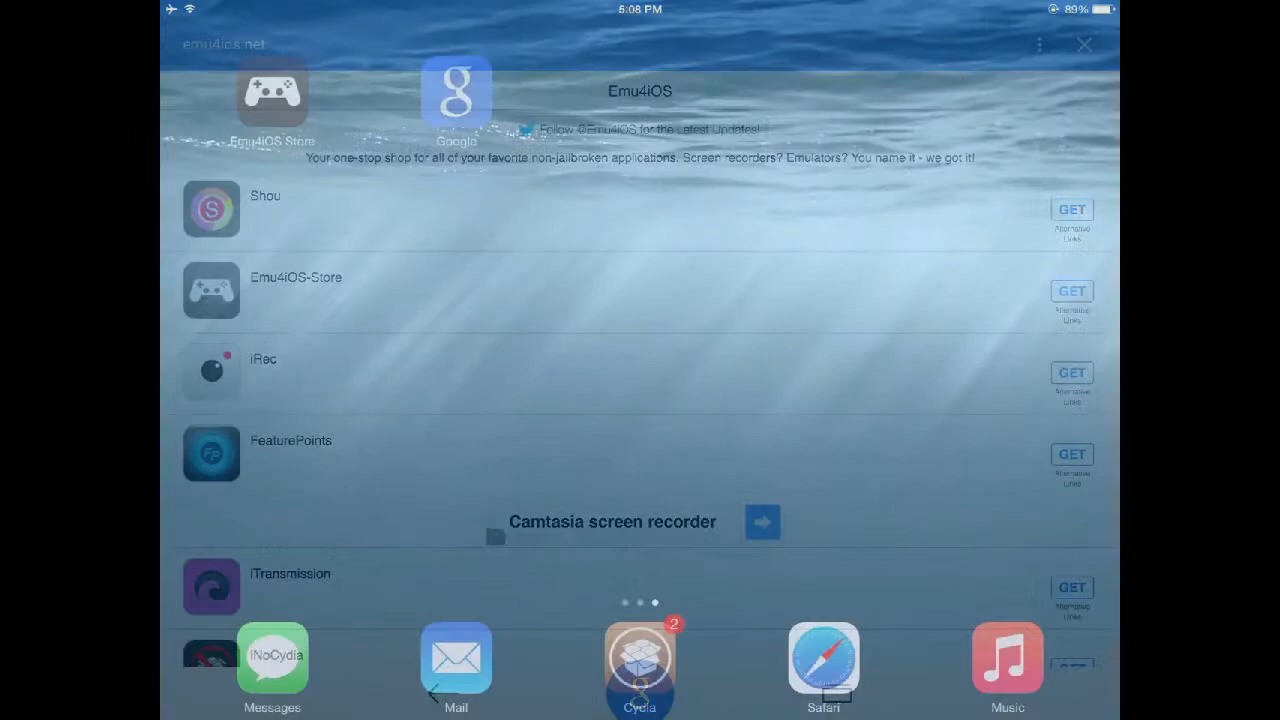 5:08 PM
89%
emu4ios.net
Emu4iOS
Follow @Emu4iOS for the Latest Updates!
Emu4iOS Store
Google
Your one-stop shop for all of your favorite non-jailbroken applications. Screen recorders? Emulators? You name it - we got it!
Shou
GET
Alternative
Links
Emu4iOS-Store
GET
Alternative
Links
iRec
GET
Alternative
Links
FeaturePoints
GET
Alternative
Links
Camtasia screen recorder
iTransmission
GET
Alternative
Links
2
iNoCydia
GET
Messages
Mail
Cydia
Safari
Music